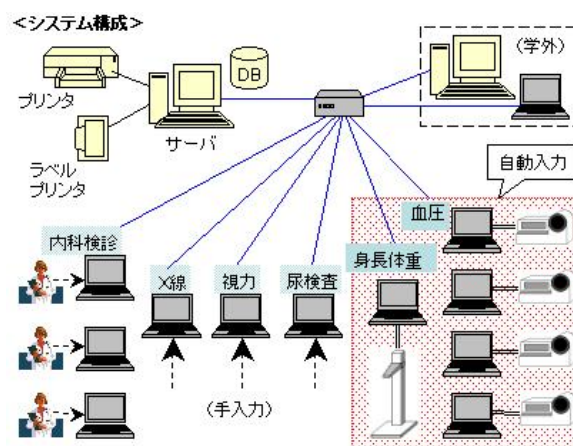 <システム構成>
プリンタ
DB
サーバ
ラベル
プリンタ
(学外)
自動入力
血圧
内科検診
X線
視力
尿検査
身長体重
(手入力)